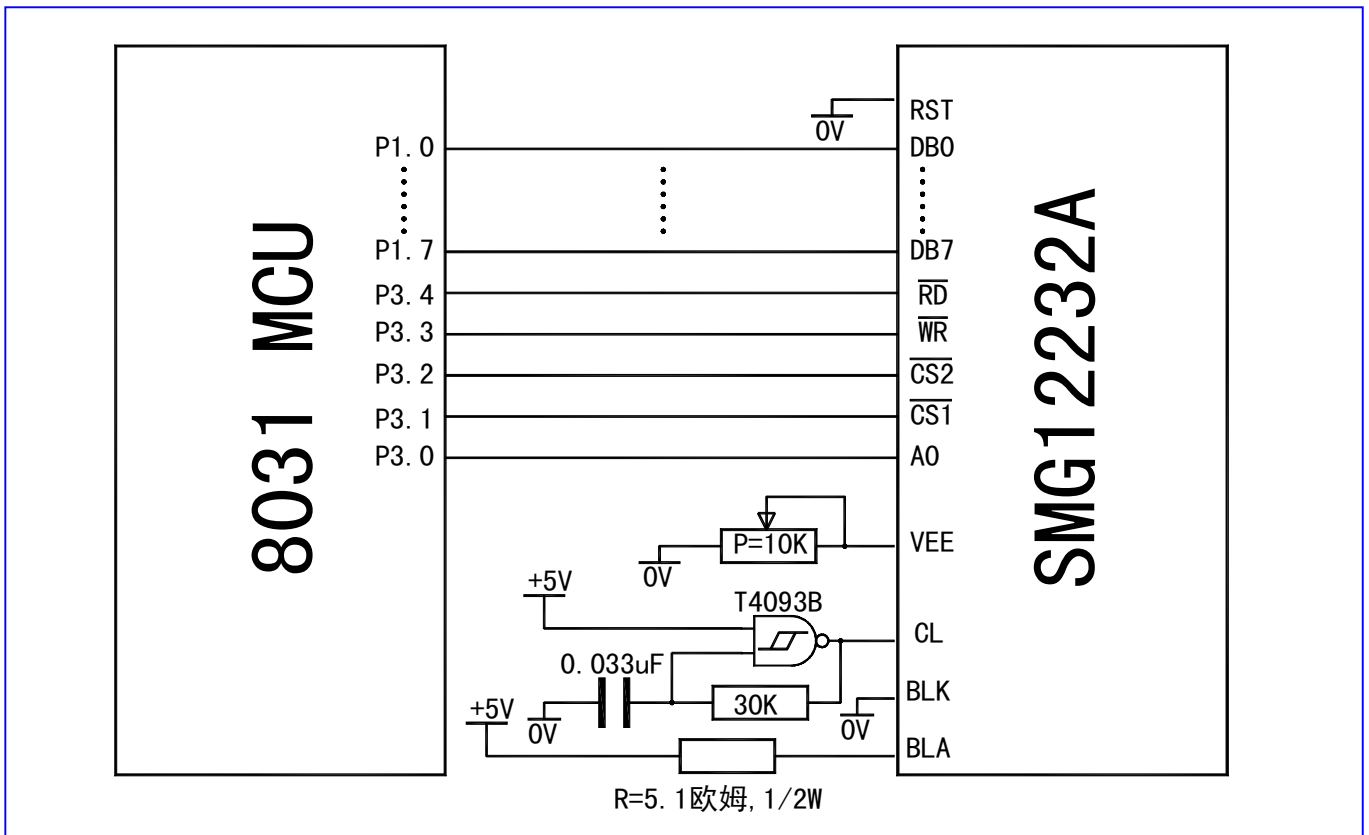 8031 MCU
P1.0
P1.7
P3.4
P3.3
P3.2
P3.1
P3.0
0V
RST
DB0
DB7
RD
WR
CS2
CS1
A0
VEE
CL
BLK
BLA
SMG12232A
P=10K
0V
+5V
T4093B
0.033uF
30K
0V
0V
+5V
R=5.1欧姆,1/2W